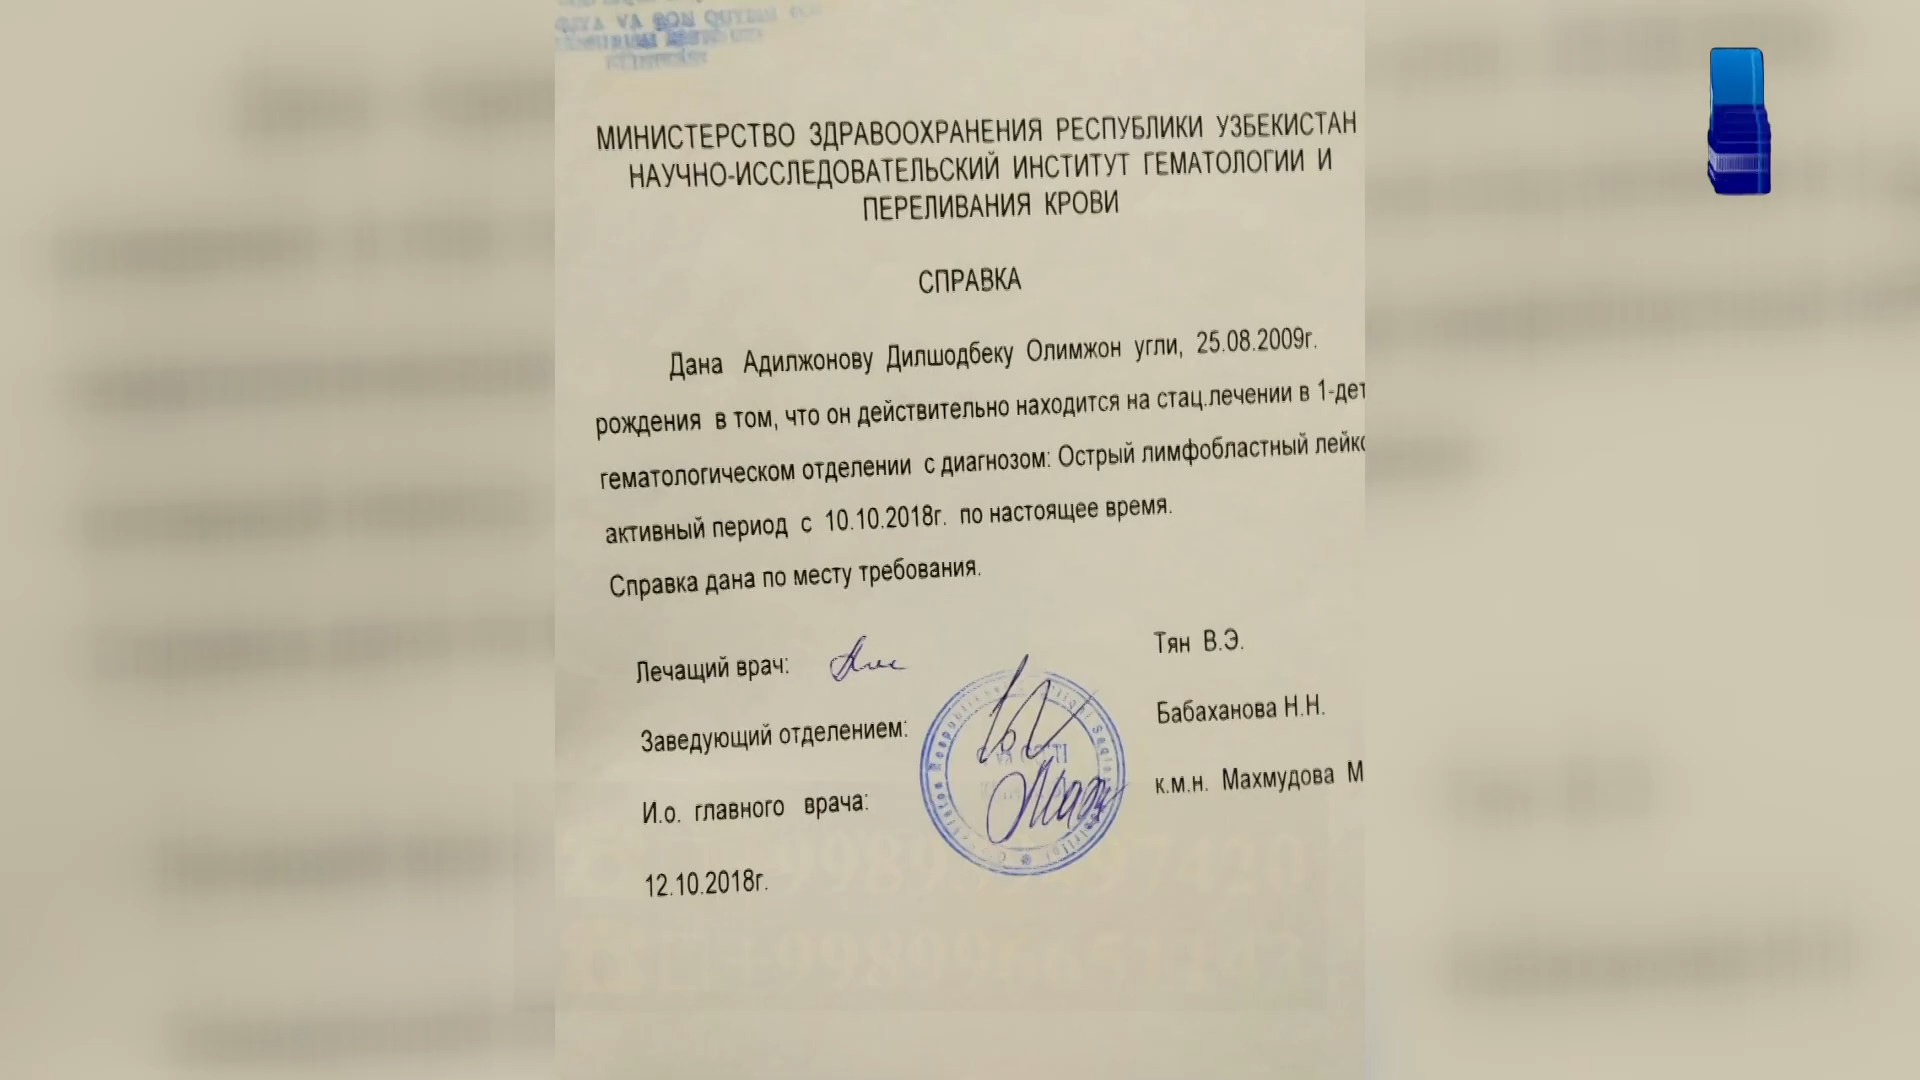 МИНИСТЕРСТВО ЗДРАВООХРАНЕНИЯ РЕСПУБЛИКИ УЗБЕКИСТАН
НАУЧНО-ИССЛЕДОВАТЕЛЬСКИЙ ИНСТИТУТ ГЕМАТОЛОГИИ И
ПЕРЕЛИВАНИЯ КРОВИ
СПРАВКА
Дана Адилжонову Дилшодбеку Олимжон угли, 25.08.2009г.
рождения в том, что он действительно находится на стац.лечении в 1-дет
гематологическом отделении с диагнозом: Острый лимфобластный лейко
активный период с 10.10.2018г. по настоящее время.
Справка дана по месту требования.
Лечащий врач: Тян В.Э.
Заведующий отделением: Бабаханова Н.Н.
И.о. главного врача: к.м.н. Махмудова М
12.10.2018г.